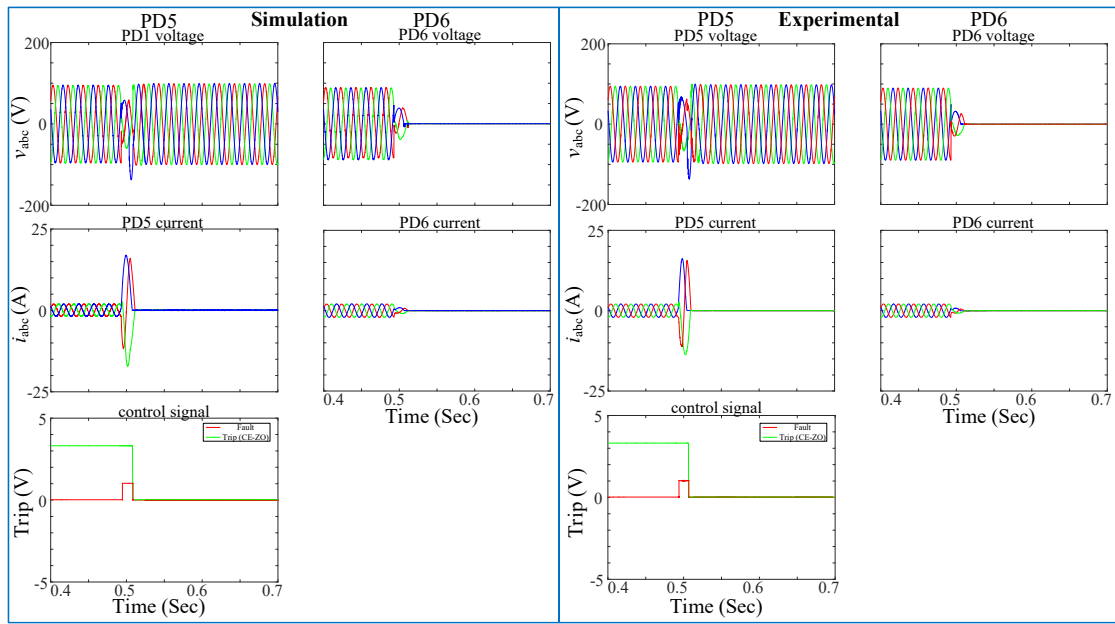 PD5 Simulation PD6
PD1 voltage
PD6 voltage
200
0
-200
v_abc (V)
PD5 current
PD6 current
25
0
-25
i_abc (A)
0.4 0.5 0.6 0.7
Time (Sec)
control signal
Fault
Trip (CE-ZO)
5
0
-5
Trip (V)
0.4 0.5 0.6 0.7
Time (Sec)
PD5 Experimental PD6
PD5 voltage
PD6 voltage
200
0
-200
v_abc (V)
PD5 current
PD6 current
25
0
-25
i_abc (A)
0.4 0.5 0.6 0.7
Time (Sec)
control signal
Fault
Trip (CE-ZO)
5
0
-5
Trip (V)
0.4 0.5 0.6 0.7
Time (Sec)